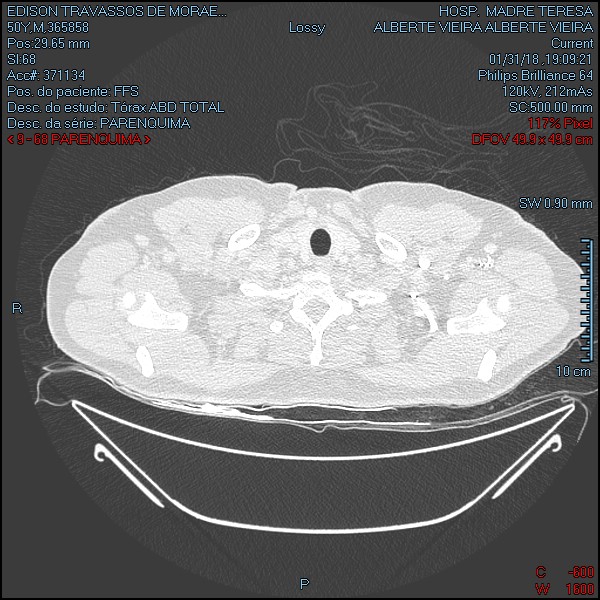 EDISON TRAVASSOS DE MORAE...
50Y,M,365858
Pos:29.65 mm
SI:68
Acc#: 371134
Pos. do paciente: FFS
Desc. do estudo: Tórax ABD TOTAL
Desc. da série: PARENQUIMA
< 9 - 68 PARENQUIMA >
Lossy
HOSP. MADRE TERESA
ALBERTE VIEIRA ALBERTE VIEIRA
Current
01/31/18 ,19:09:21
Philips Brilliance 64
120kV, 212mAs
SC:500.00 mm
117% Pixel
DFOV 49.9 x 49.9 cm
SW 0.90 mm
R
10 cm
P
C -600
W 1600